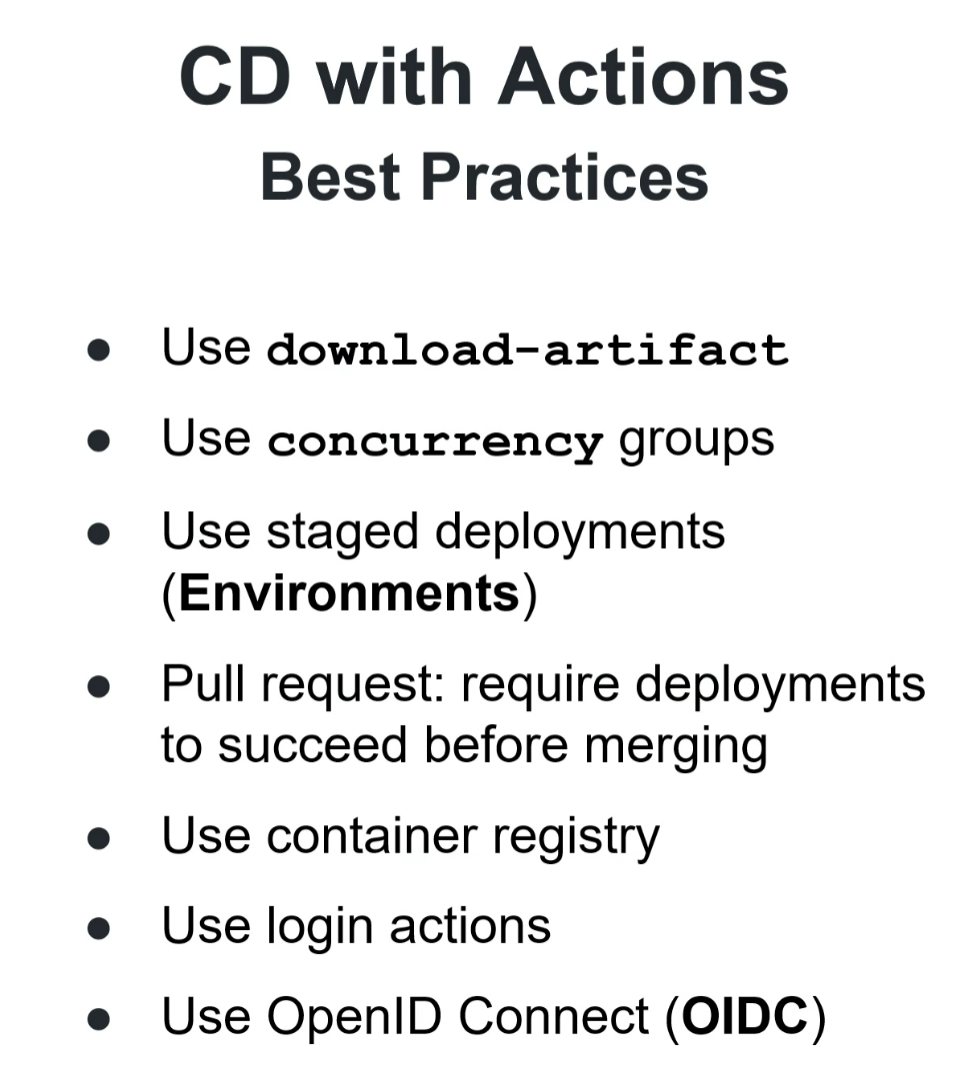 CD with Actions
Best Practices
● Use download-artifact
● Use concurrency groups
● Use staged deployments
(Environments)
● Pull request: require deployments
to succeed before merging
● Use container registry
● Use login actions
● Use OpenID Connect (OIDC)